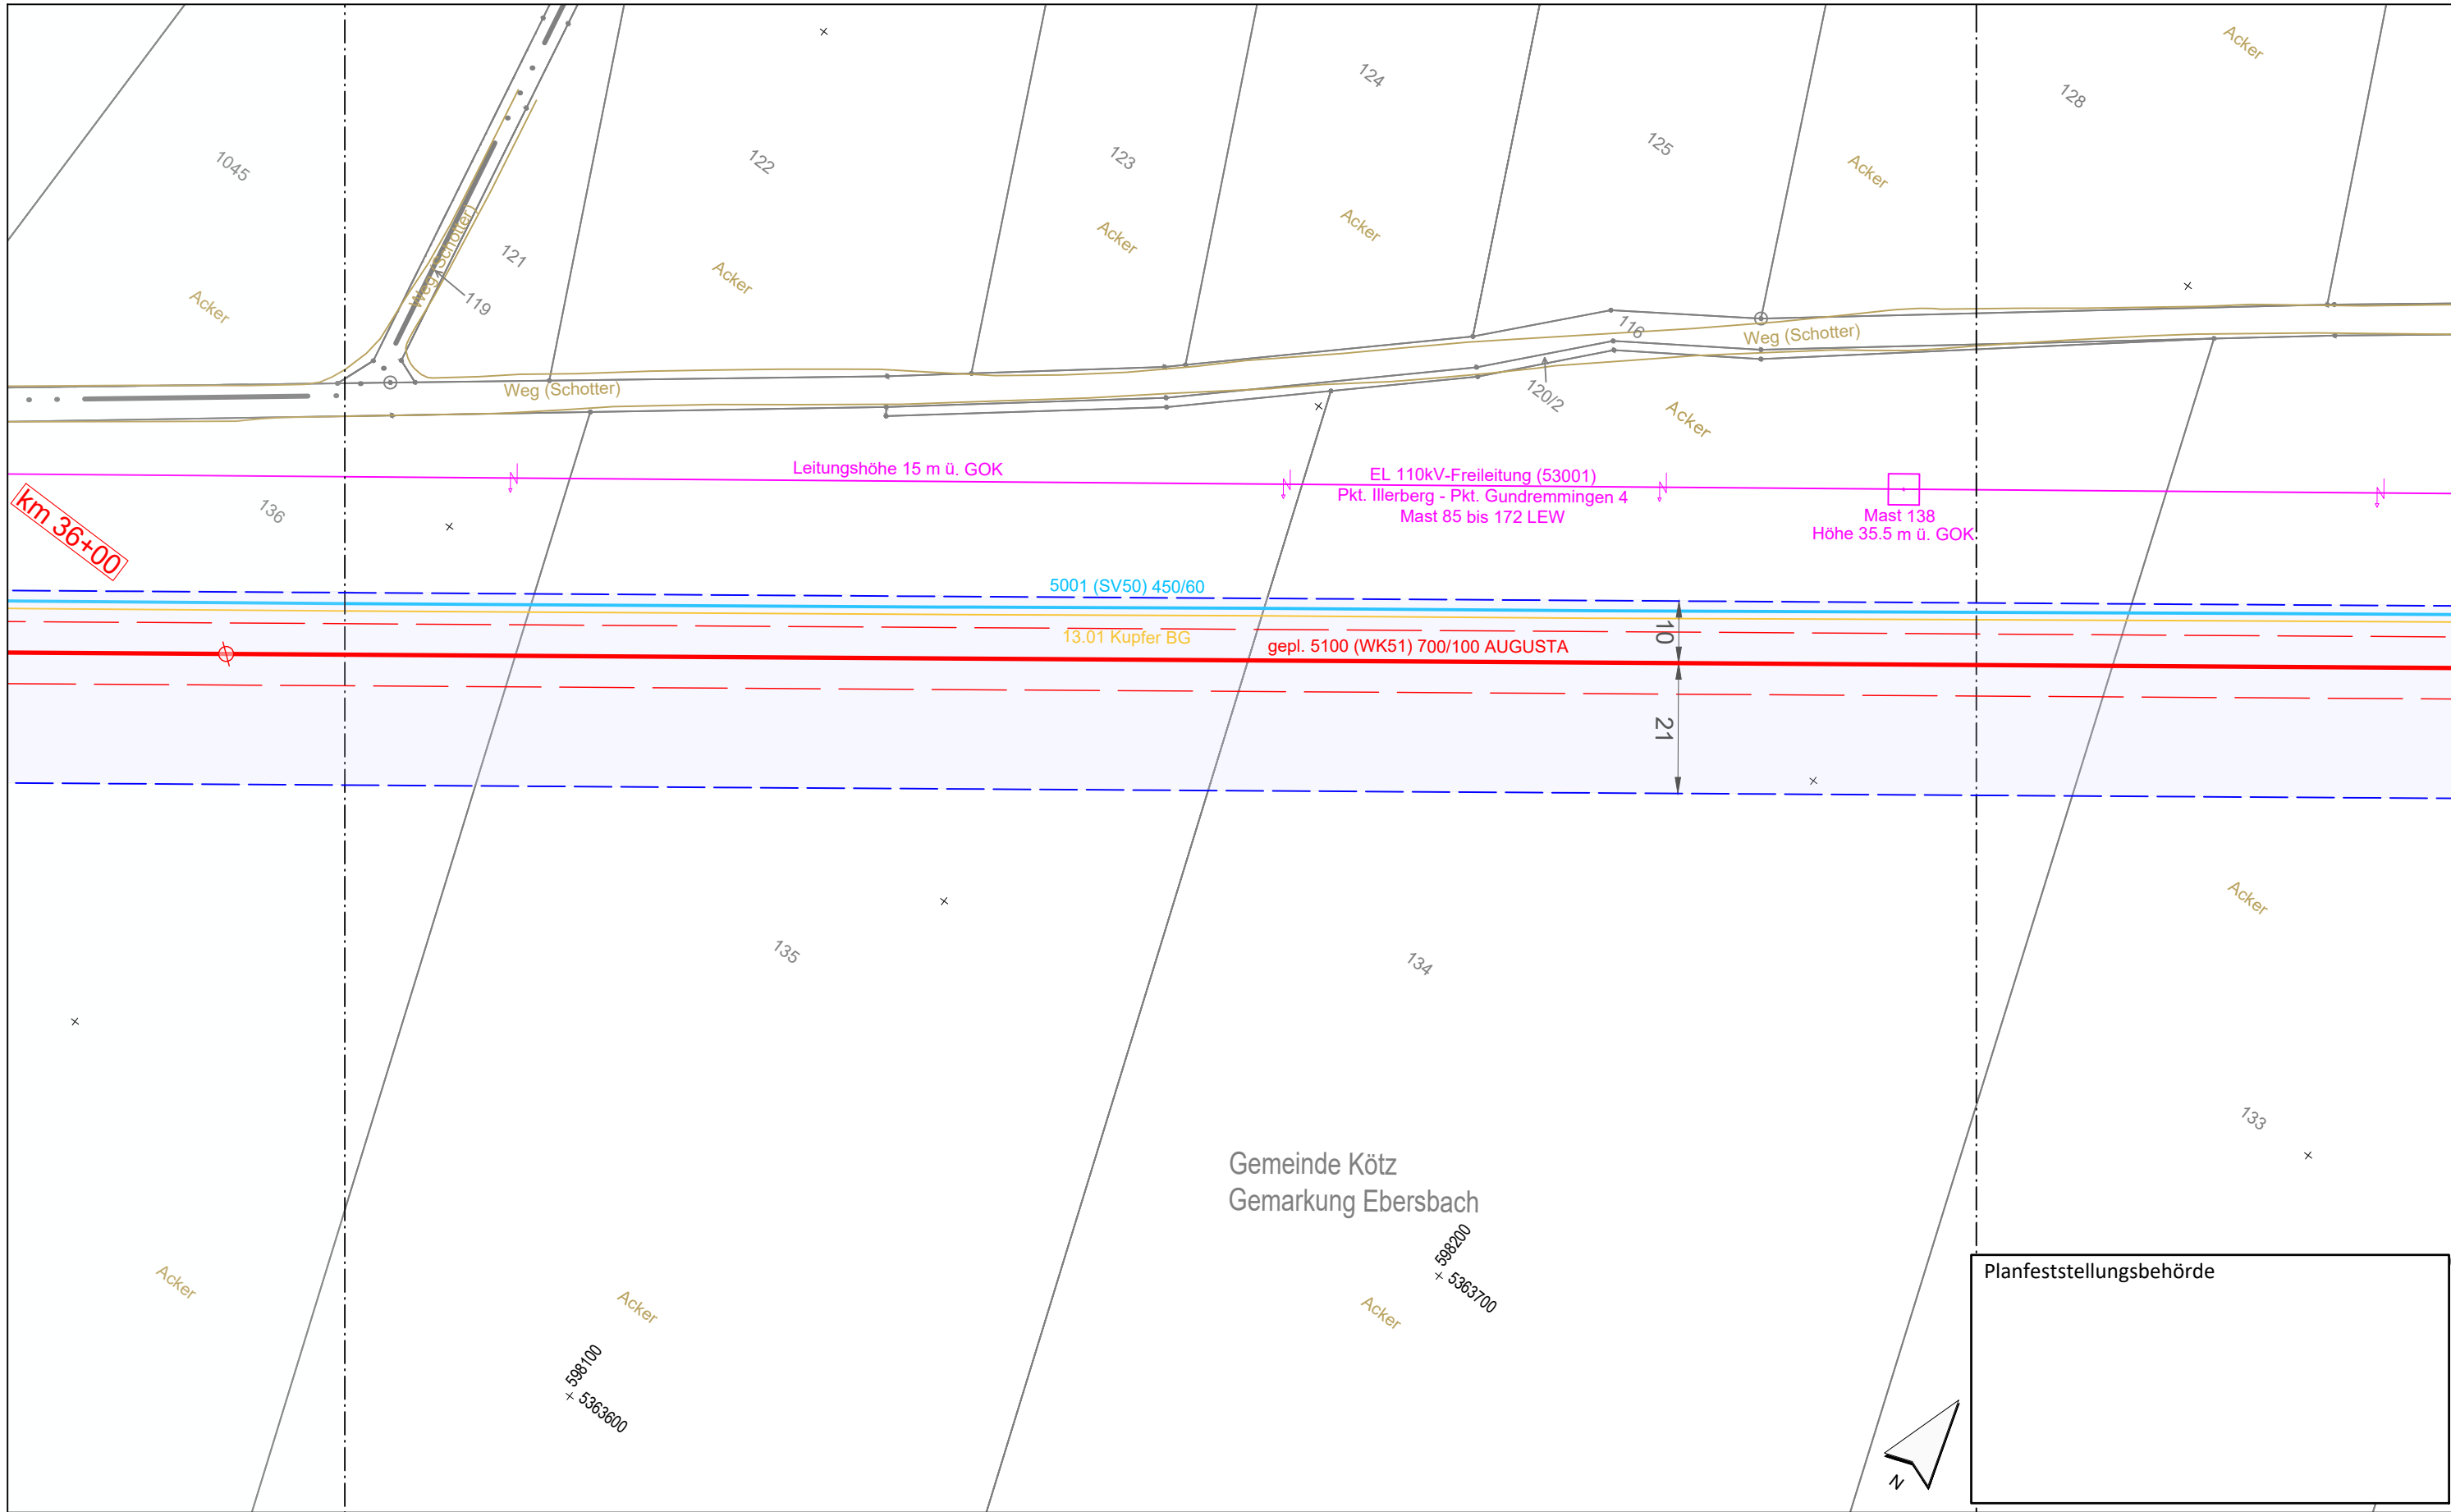 Acker
124
128
122
123
125
1045
Acker
Acker
Acker
Weg (Schotter)
121
Acker
119
Acker
116
Weg (Schotter)
Weg (Schotter)
120/2
Acker
Leitungshöhe 15 m ü. GOK
EL 110kV-Freileitung (53001)
Pkt. Illerberg - Pkt. Gundremmingen 4
Mast 85 bis 172 LEW
Mast 138
Höhe 35.5 m ü. GOK
km 36+00
136
5001 (SV50) 450/60
13.01 Kupfer BG
gepl. 5100 (WK51) 700/100 AUGUSTA
10
21
135
134
Acker
133
Gemeinde Kötz
Gemarkung Ebersbach
598200
5363700
Acker
Acker
Acker
598100
5363600
Planfeststellungsbehörde
N